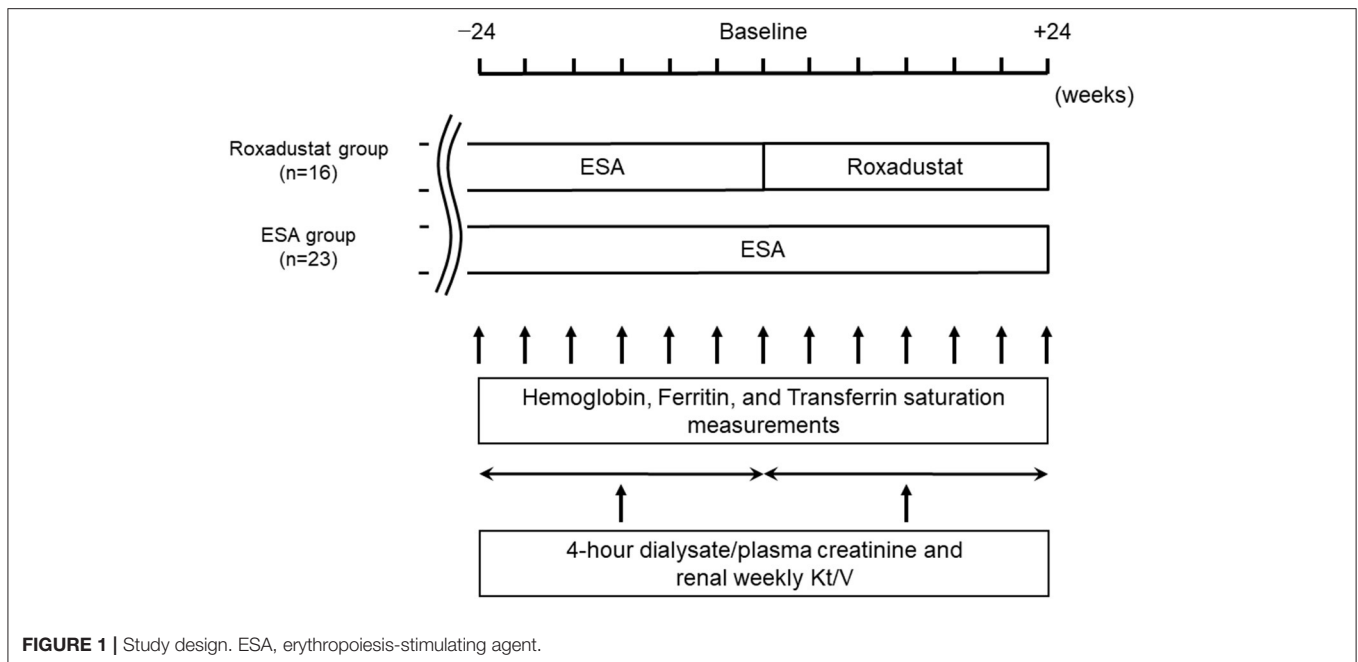 −24 Baseline +24
(weeks)
Roxadustat group
(n=16)
ESA Roxadustat
ESA group
(n=23)
ESA
Hemoglobin, Ferritin, and Transferrin saturation
measurements
4-hour dialysate/plasma creatinine and
renal weekly Kt/V
FIGURE 1 | Study design. ESA, erythropoiesis-stimulating agent.